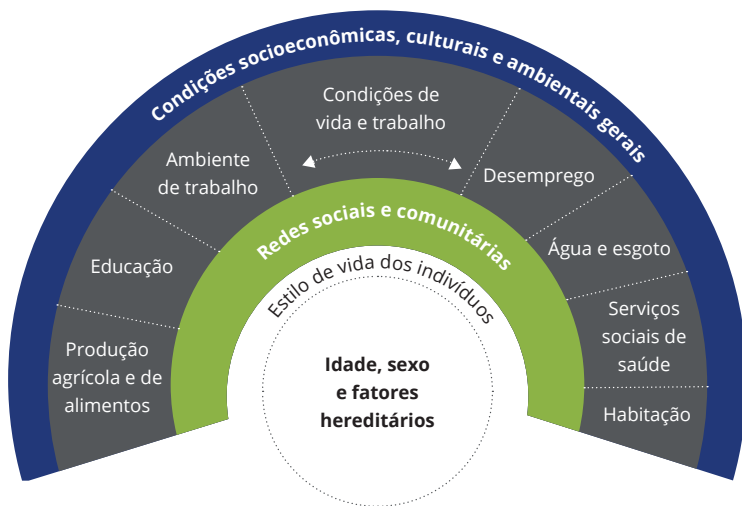 Condições socioeconômicas, culturais e ambientais gerais
Condições de
vida e trabalho
Ambiente
de trabalho
Desemprego
Redes sociais e comunitárias
Educação
Água e esgoto
Estilo de vida dos indivíduos
Produção
agrícola e de
alimentos
Serviços
sociais de
saúde
Habitação
Idade, sexo
e fatores
hereditários